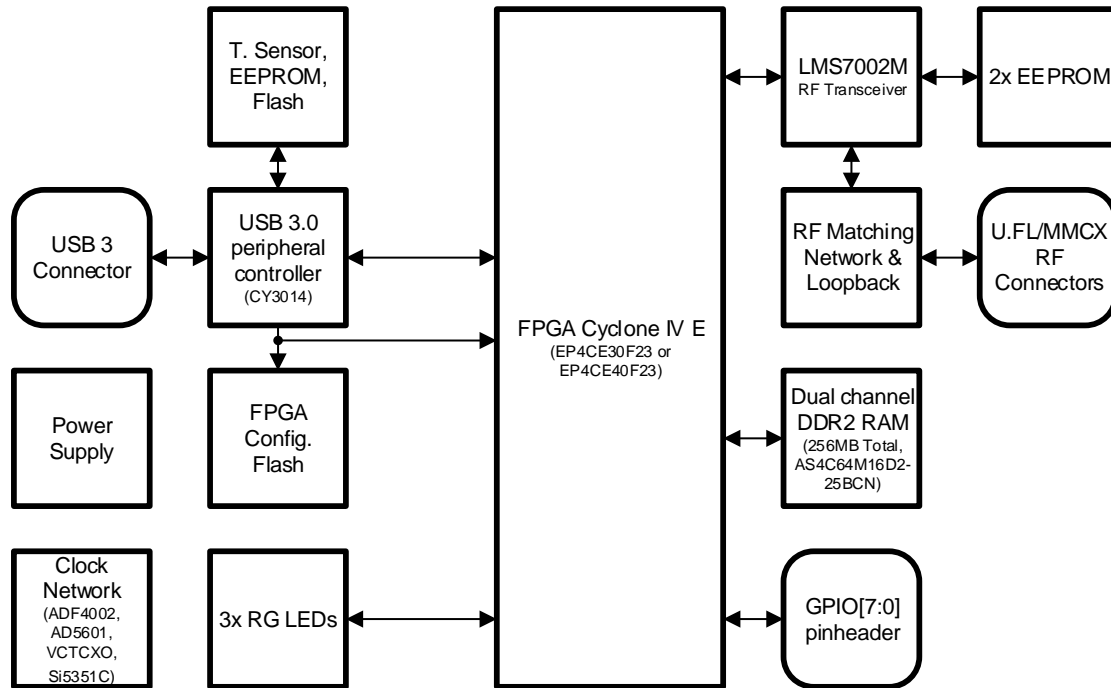 T. Sensor,
EEPROM,
Flash
LMS7002M
RF Transceiver
2x EEPROM
USB 3
Connector
USB 3.0
peripheral
controller
(CY3014)
RF Matching
Network &
Loopback
U.FL/MMCX
RF
Connectors
FPGA Cyclone IV E
(EP4CE30F23 or
EP4CE40F23)
Power
Supply
FPGA
Config.
Flash
Dual channel
DDR2 RAM
(256MB Total,
AS4C64M16D2-
25BCN)
Clock
Network
(ADF4002,
AD5601,
VCTCXO,
Si5351C)
3x RG LEDs
GPIO[7:0]
pinheader